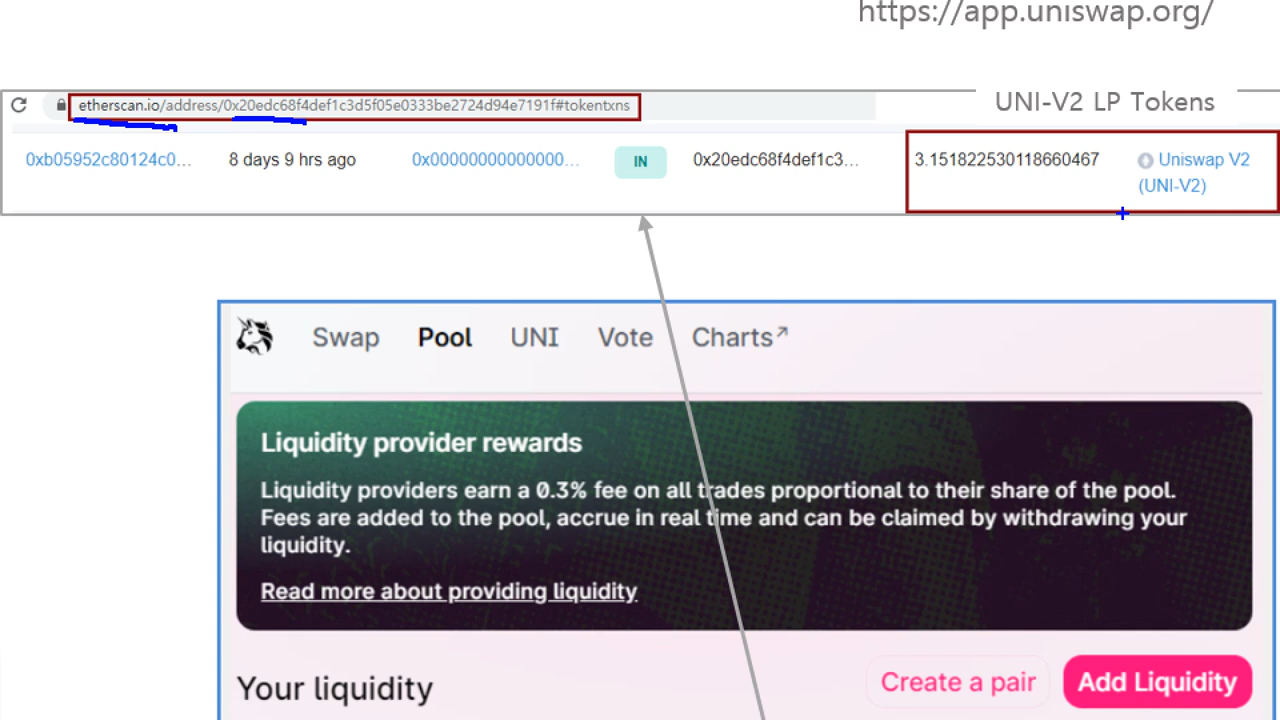 https://app.uniswap.org/
etherscan.io/address/0x20edc68f4def1c3d5f05e0333be2724d94e7191f#tokentxns
UNI-V2 LP Tokens
0xb05952c80124c0... 8 days 9 hrs ago 0x00000000000000... IN 0x20edc68f4def1c3... 3.151822530118660467 Uniswap V2
(UNI-V2)
Swap Pool UNI Vote Charts↗
Liquidity provider rewards
Liquidity providers earn a 0.3% fee on all trades proportional to their share of the pool.
Fees are added to the pool, accrue in real time and can be claimed by withdrawing your
liquidity.
Read more about providing liquidity
Your liquidity Create a pair Add Liquidity